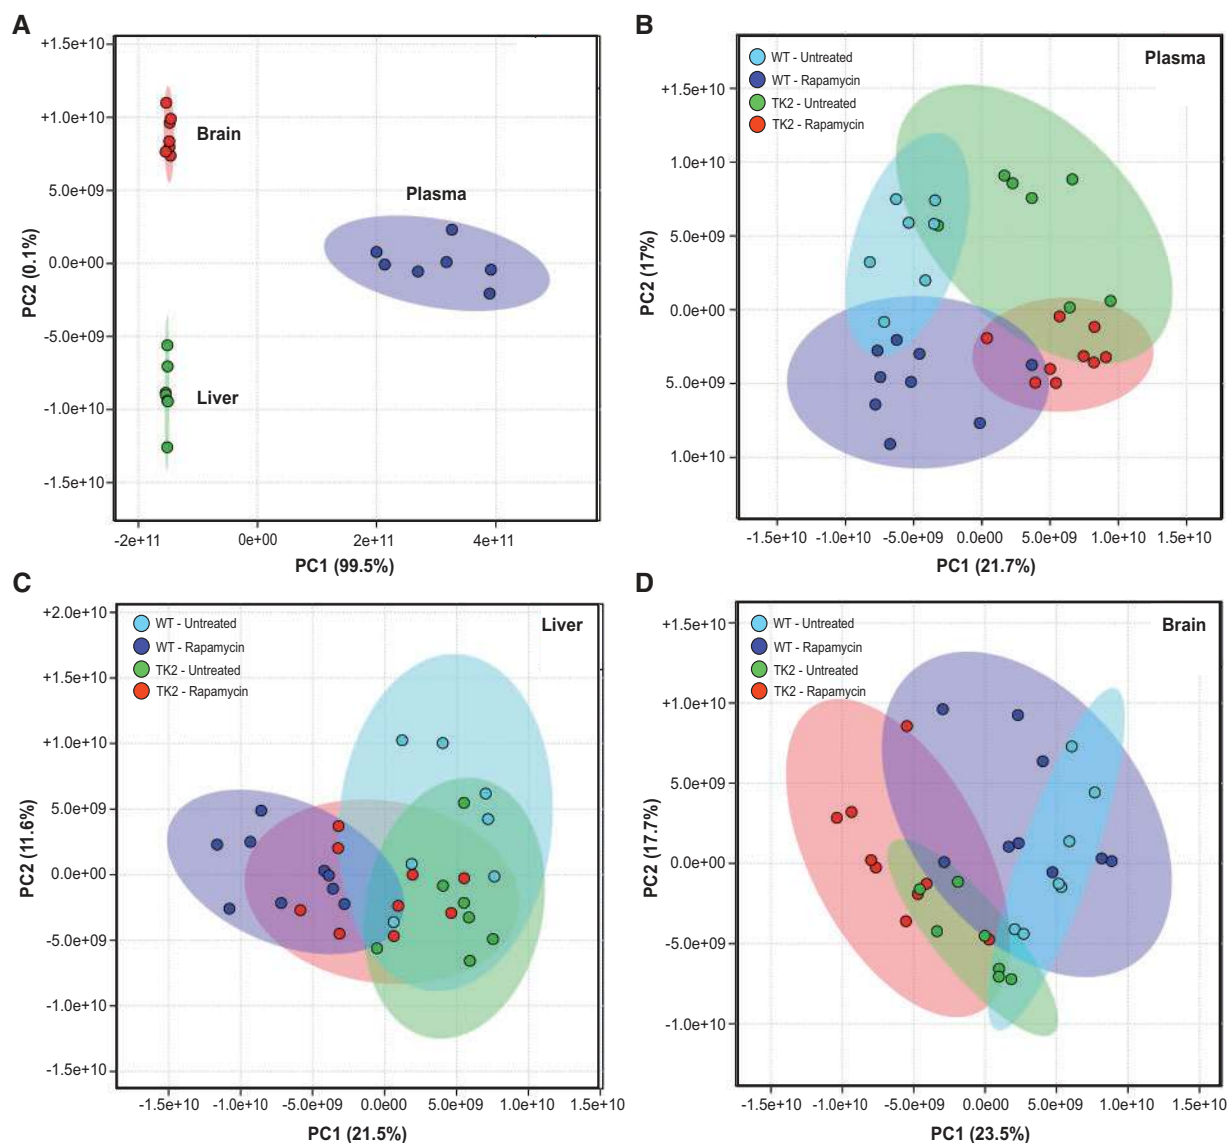 A
+1.5e+10
+1.0e+10
5.0e+09
0.0e+00
-5.0e+09
-1.0e+10
-1.5e+10
PC2 (0.1%)
Brain
Plasma
Liver
-2e+11 0e+00 2e+11 4e+11
PC1 (99.5%)
B
+1.5e+10
1.0e+10
5.0e+09
0.0e+00
5.0e+09
1.0e+10
PC2 (17%)
WT - Untreated
WT - Rapamycin
TK2 - Untreated
TK2 - Rapamycin
Plasma
-1.5e+10 -1.0e+10 -5.0e+09 0.0e00 5.0e+09 1.0e+10 1.5e+10
PC1 (21.7%)
C
+2.0e+10
+1.5e+10
+1.0e+10
5.0e+09
0.0e+00
-5.0e+09
-1.0e+10
-1.5e+10
PC2 (11.6%)
WT - Untreated
WT - Rapamycin
TK2 - Untreated
TK2 - Rapamycin
Liver
-1.5e+10 -1.0e+10 -5.0e+09 0.0e00 5.0e+09 1.0e+10 1.5e+10
PC1 (21.5%)
D
+1.5e+10
+1.0e+10
5.0e+09
0.0e+00
-5.0e+09
-1.0e+10
PC2 (17.7%)
WT - Untreated
WT - Rapamycin
TK2 - Untreated
TK2 - Rapamycin
Brain
-1.5e+10 -1.0e+10 -5.0e+09 0.0e00 5.0e+09 1.0e+10 1.5e+10
PC1 (23.5%)